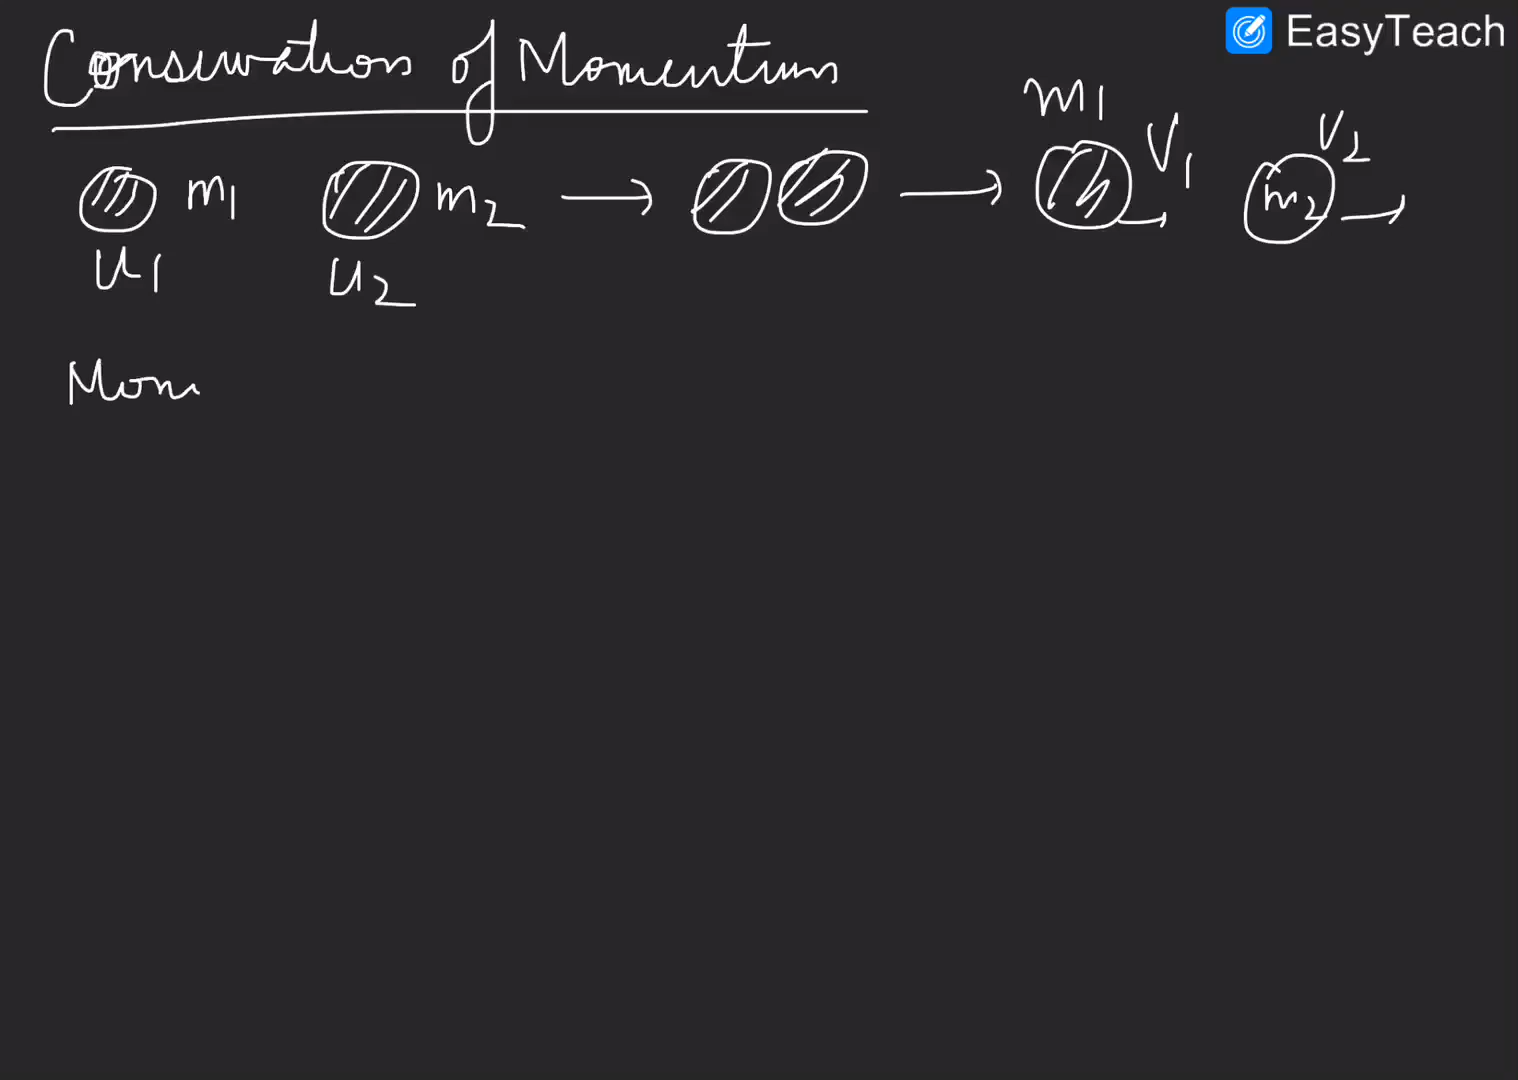 Conservation of Momentum
EasyTeach
m1 m2 → → m1 V1 m2 → V2
u1 u2
Mom